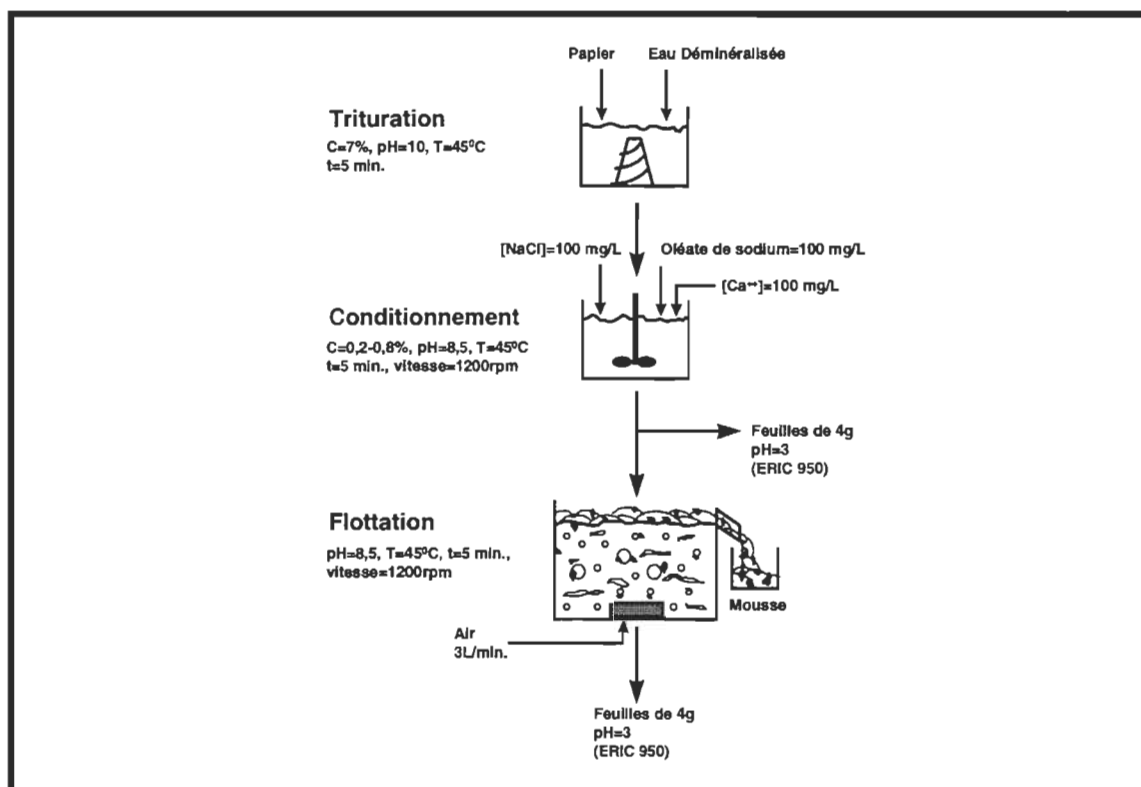 Papier
Eau Déminéralisée
Trituration
C=7%, pH=10, T=45⁰C
t=5 min.
[NaCl]=100 mg/L
Oléate de sodium=100 mg/L
[Ca⁺⁺]=100 mg/L
Conditionnement
C=0,2-0,8%, pH=8,5, T=45⁰C
t=5 min., vitesse=1200rpm
Feuilles de 4g
pH=3
(ERIC 950)
Flottation
pH=8,5, T=45⁰C, t=5 min.,
vitesse=1200rpm
Mousse
Air
3L/min.
Feuilles de 4g
pH=3
(ERIC 950)